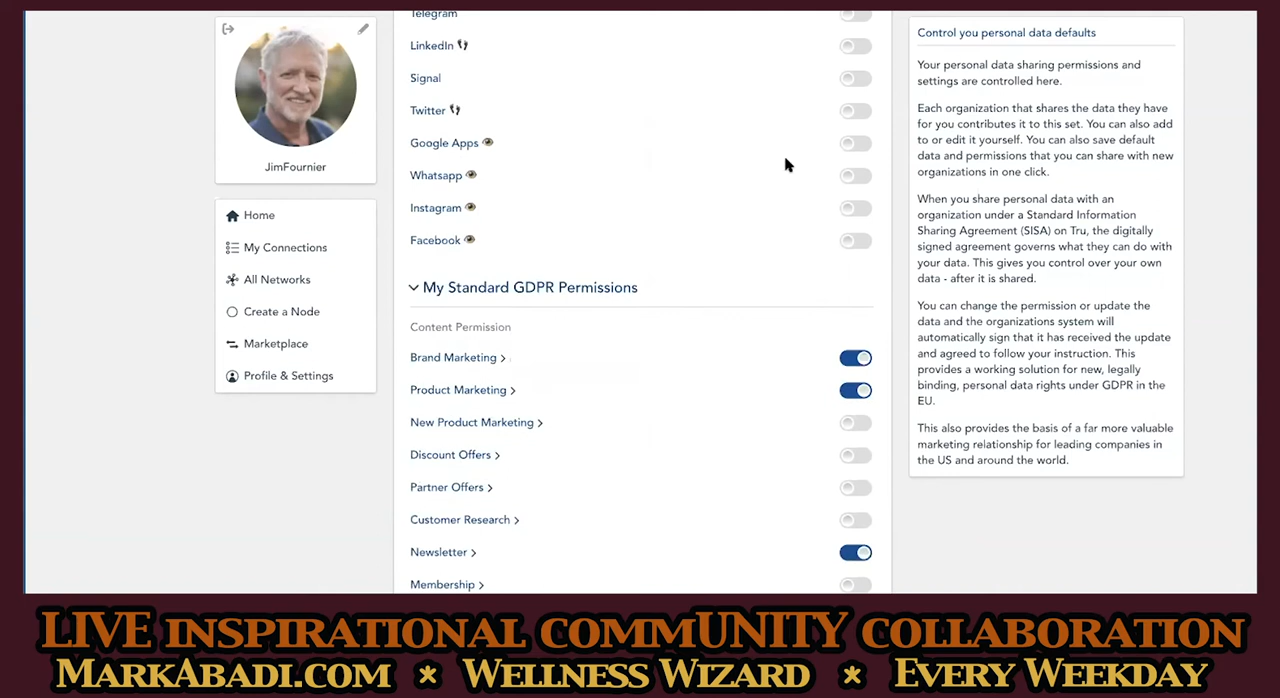 JimFournier
Home
My Connections
All Networks
Create a Node
Marketplace
Profile & Settings
Telegram
LinkedIn
Signal
Twitter
Google Apps
Whatsapp
Instagram
Facebook
My Standard GDPR Permissions
Content Permission
Brand Marketing
Product Marketing
New Product Marketing
Discount Offers
Partner Offers
Customer Research
Newsletter
Membership
Control you personal data defaults
Your personal data sharing permissions and
settings are controlled here.
Each organization that shares the data they have
for you contributes it to this set. You can also add
to or edit it yourself. You can also save default
data and permissions that you can share with new
organizations in one click.
When you share personal data with an
organization under a Standard Information
Sharing Agreement (SISA) on Tru, the digitally
signed agreement governs what they can do with
your data. This gives you control over your own
data - after it is shared.
You can change the permission or update the
data and the organizations system will
automatically sign that it has received the update
and agreed to follow your instruction. This
provides a working solution for new, legally
binding, personal data rights under GDPR in the
EU.
This also provides the basis of a far more valuable
marketing relationship for leading companies in
the US and around the world.
LIVE INSPIRATIONAL COMMUNITY COLLABORATION
MARKABADI.COM * WELLNESS WIZARD * EVERY WEEKDAY